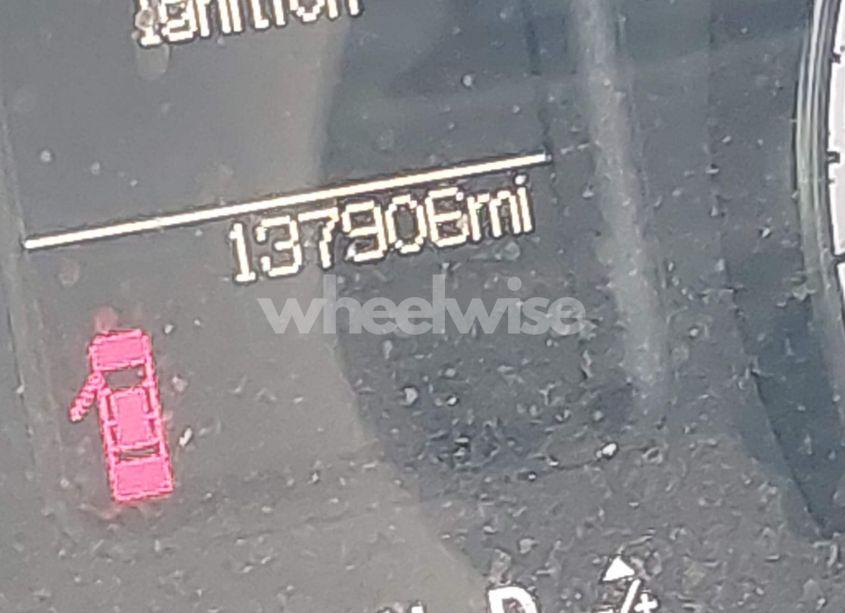 Ignition
137906mi
wheelwise
D